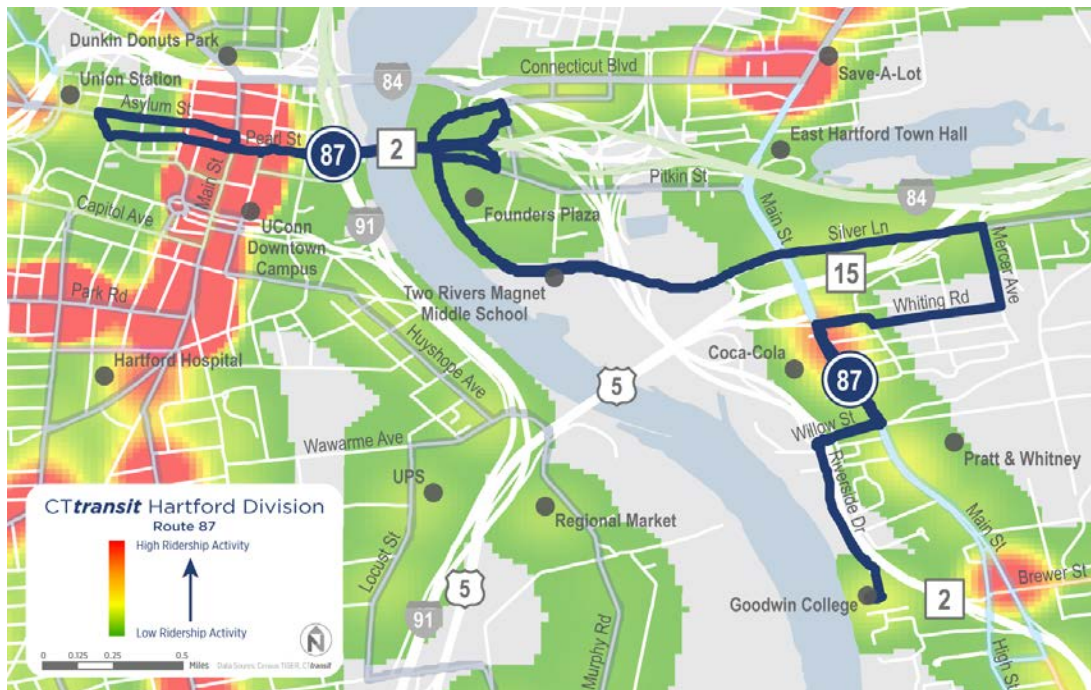 Dunkin Donuts Park
Union Station
Asylum St
Pearl St
87
2
84
Connecticut Blvd
Save-A-Lot
East Hartford Town Hall
Pitkin St
84
Main St
Capitol Ave
UConn
Downtown
Campus
91
Founders Plaza
Main St
Silver Ln
15
Mercer Ave
Park Rd
Two Rivers Magnet
Middle School
Whiting Rd
Hartford Hospital
Huyshope Ave
Coca-Cola
87
5
Wawarme Ave
Willow St
Pratt & Whitney
UPS
Regional Market
Riverside Dr
Main St
Locust St
Goodwin College
2
Brewer St
5
91
Murphy Rd
High St
CTtransit Hartford Division
Route 87
High Ridership Activity
Low Ridership Activity
N
0 0.125 0.25 0.5
Miles
Data Source, Census TIGER, CTtransit